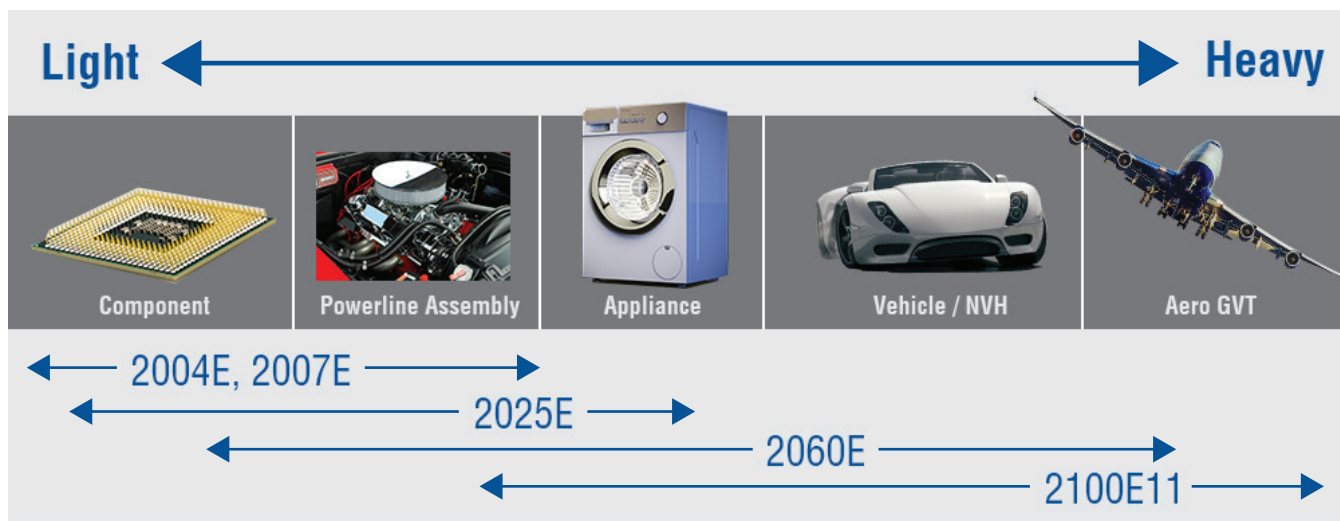 Light
Heavy
Component
Powerline Assembly
Appliance
Vehicle / NVH
Aero GVT
2004E, 2007E
2025E
2060E
2100E11